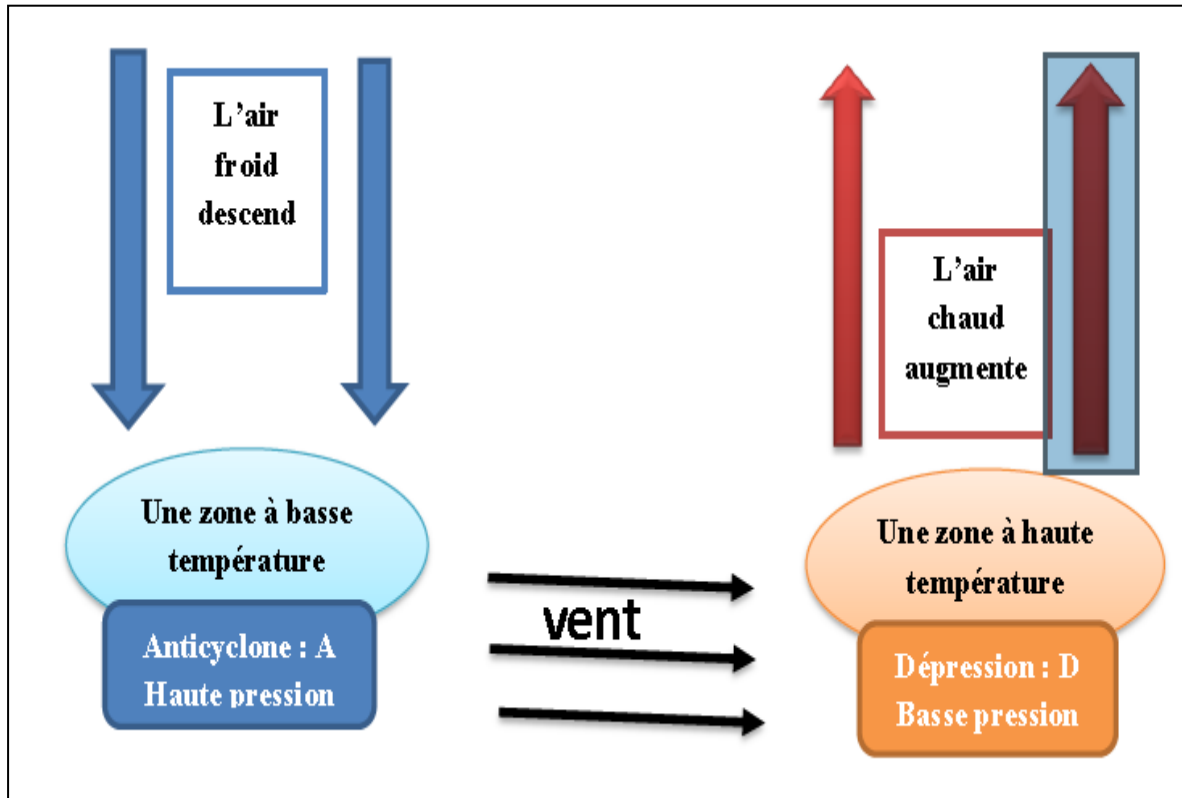 L’air
froid
descend
L’air
chaud
augmente
Une zone à basse
température
Anticyclone : A
Haute pression
vent
Une zone à haute
température
Dépression : D
Basse pression